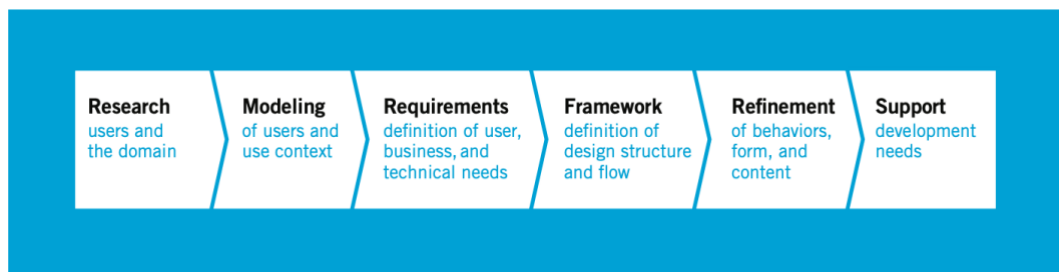 Research
users and
the domain
Modeling
of users and
use context
Requirements
definition of user,
business, and
technical needs
Framework
definition of
design structure
and flow
Refinement
of behaviors,
form, and
content
Support
development
needs